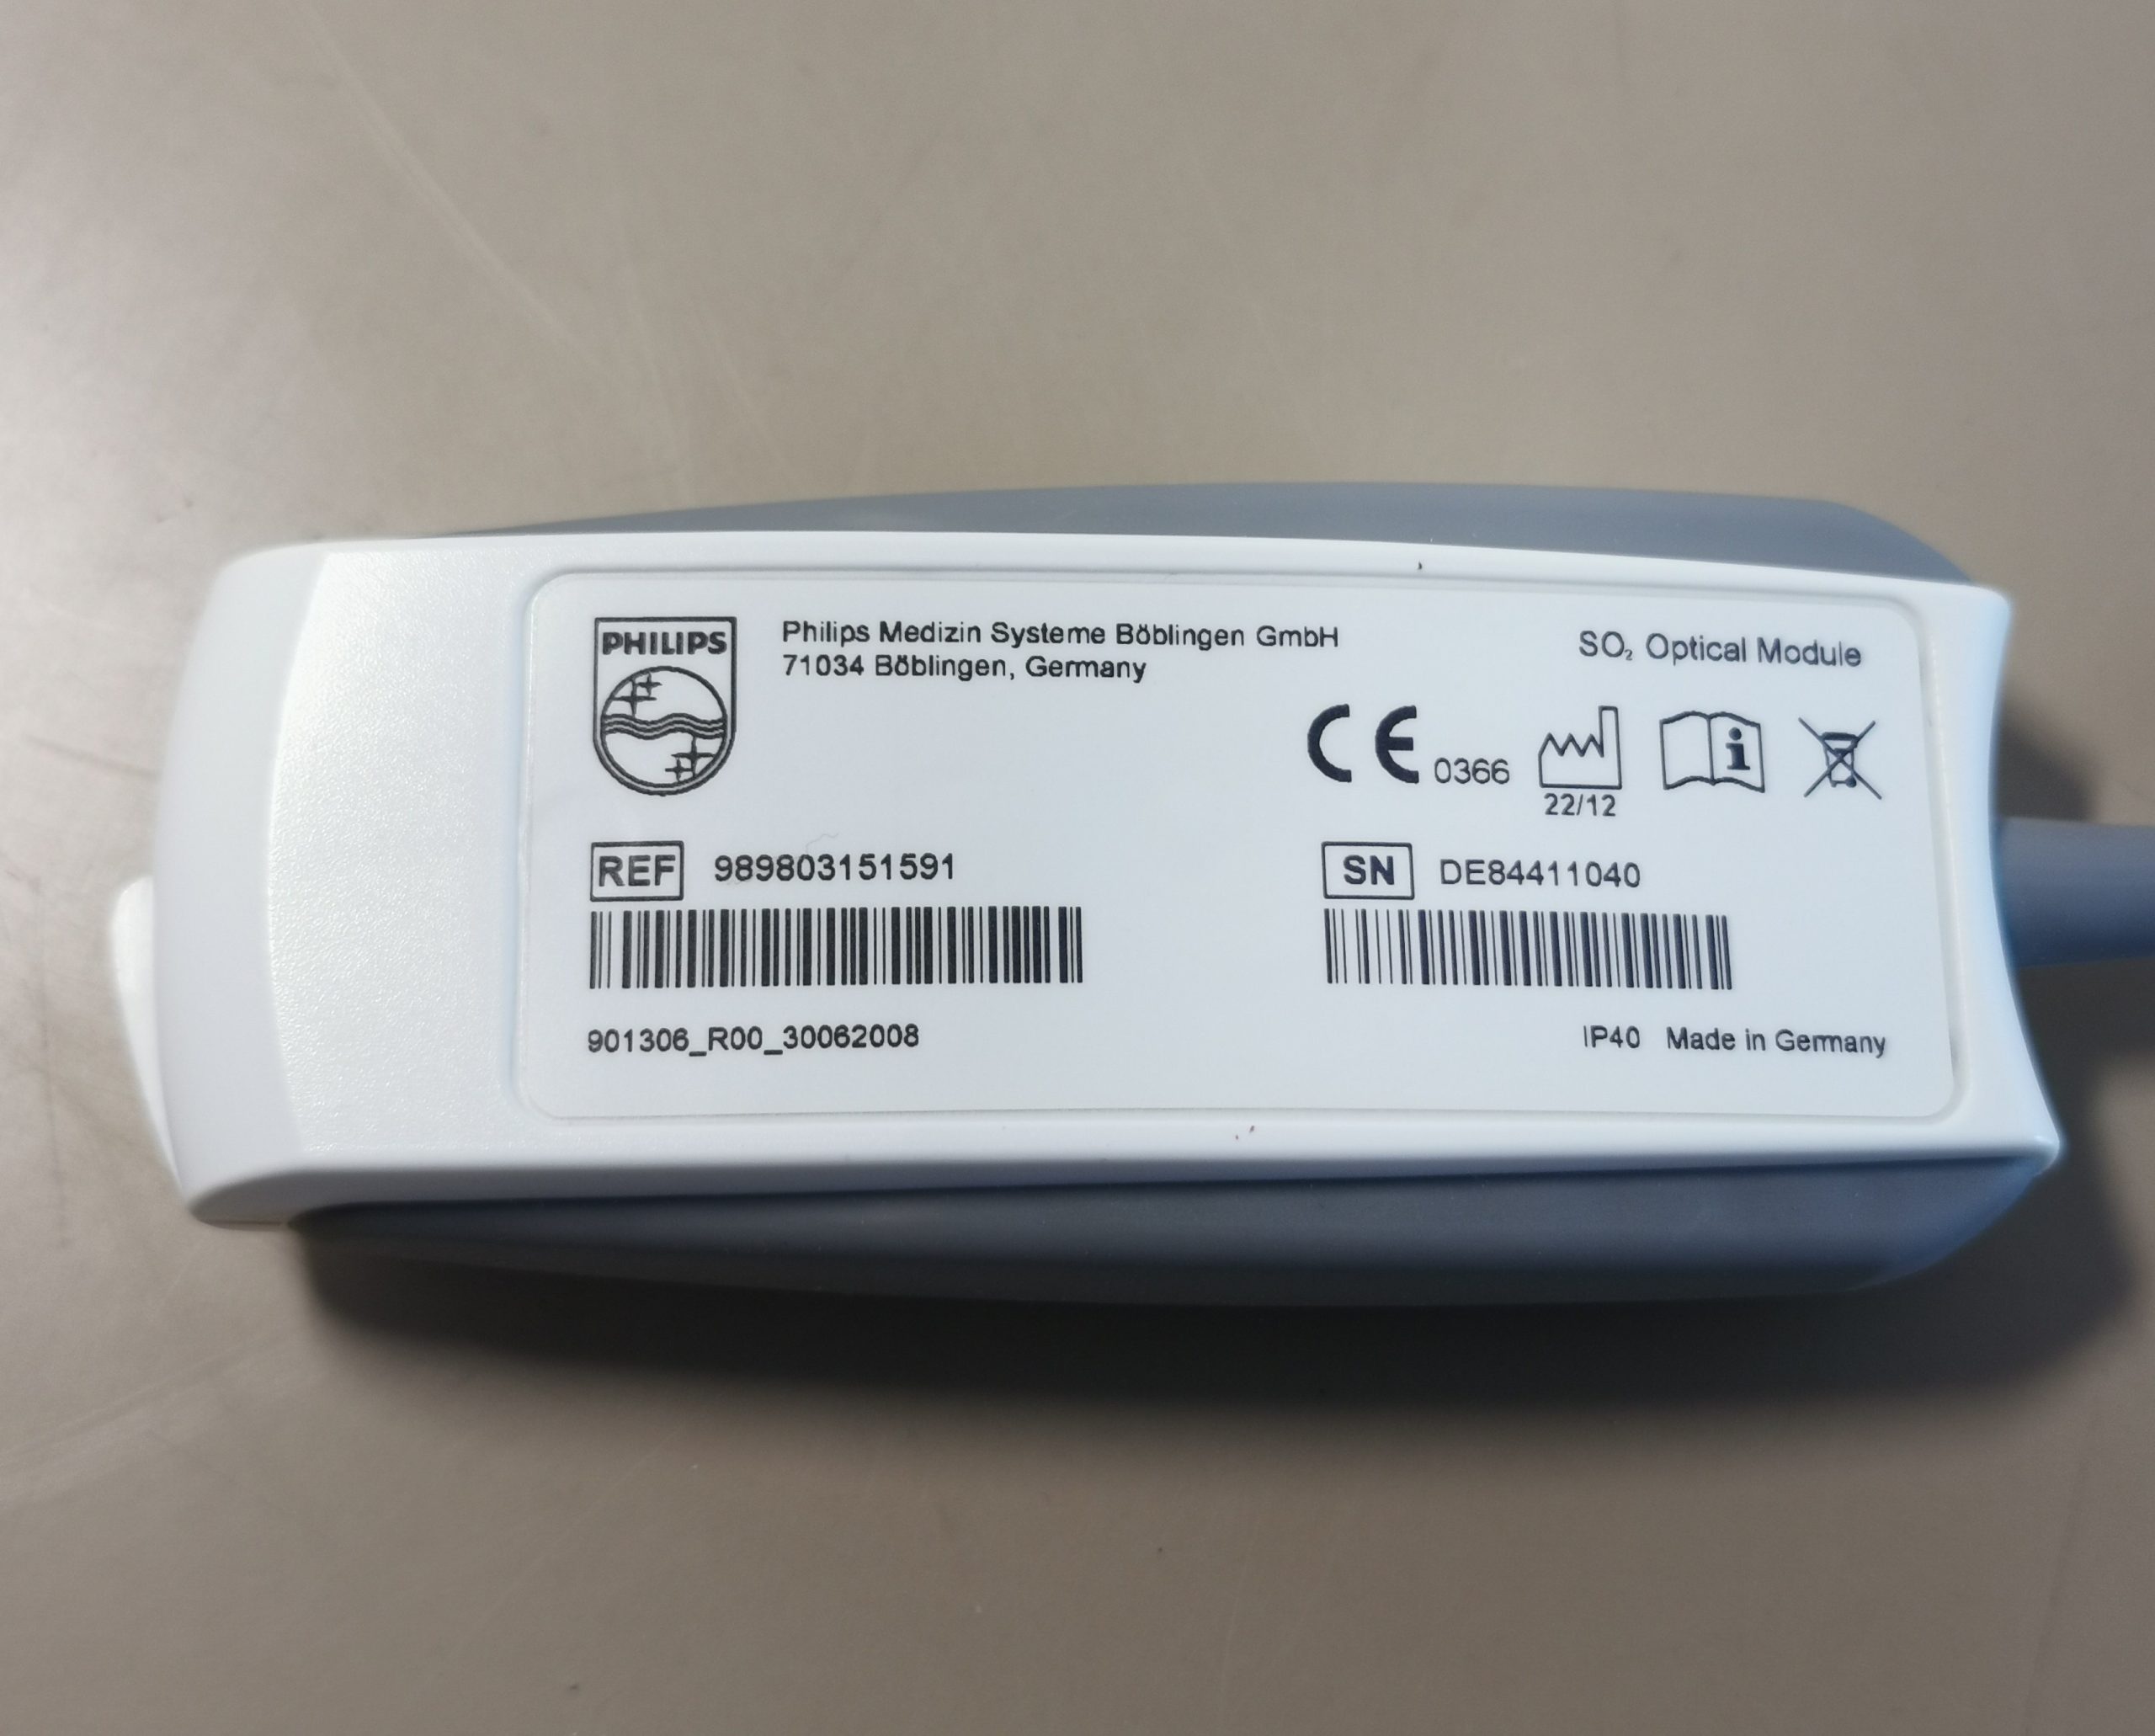 PHILIPS
Philips Medizin Systeme Böblingen GmbH
71034 Böblingen, Germany
SO₂ Optical Module
CE 0366
22/12
REF 989803151591
SN DE84411040
901306_R00_30062008
IP40 Made in Germany